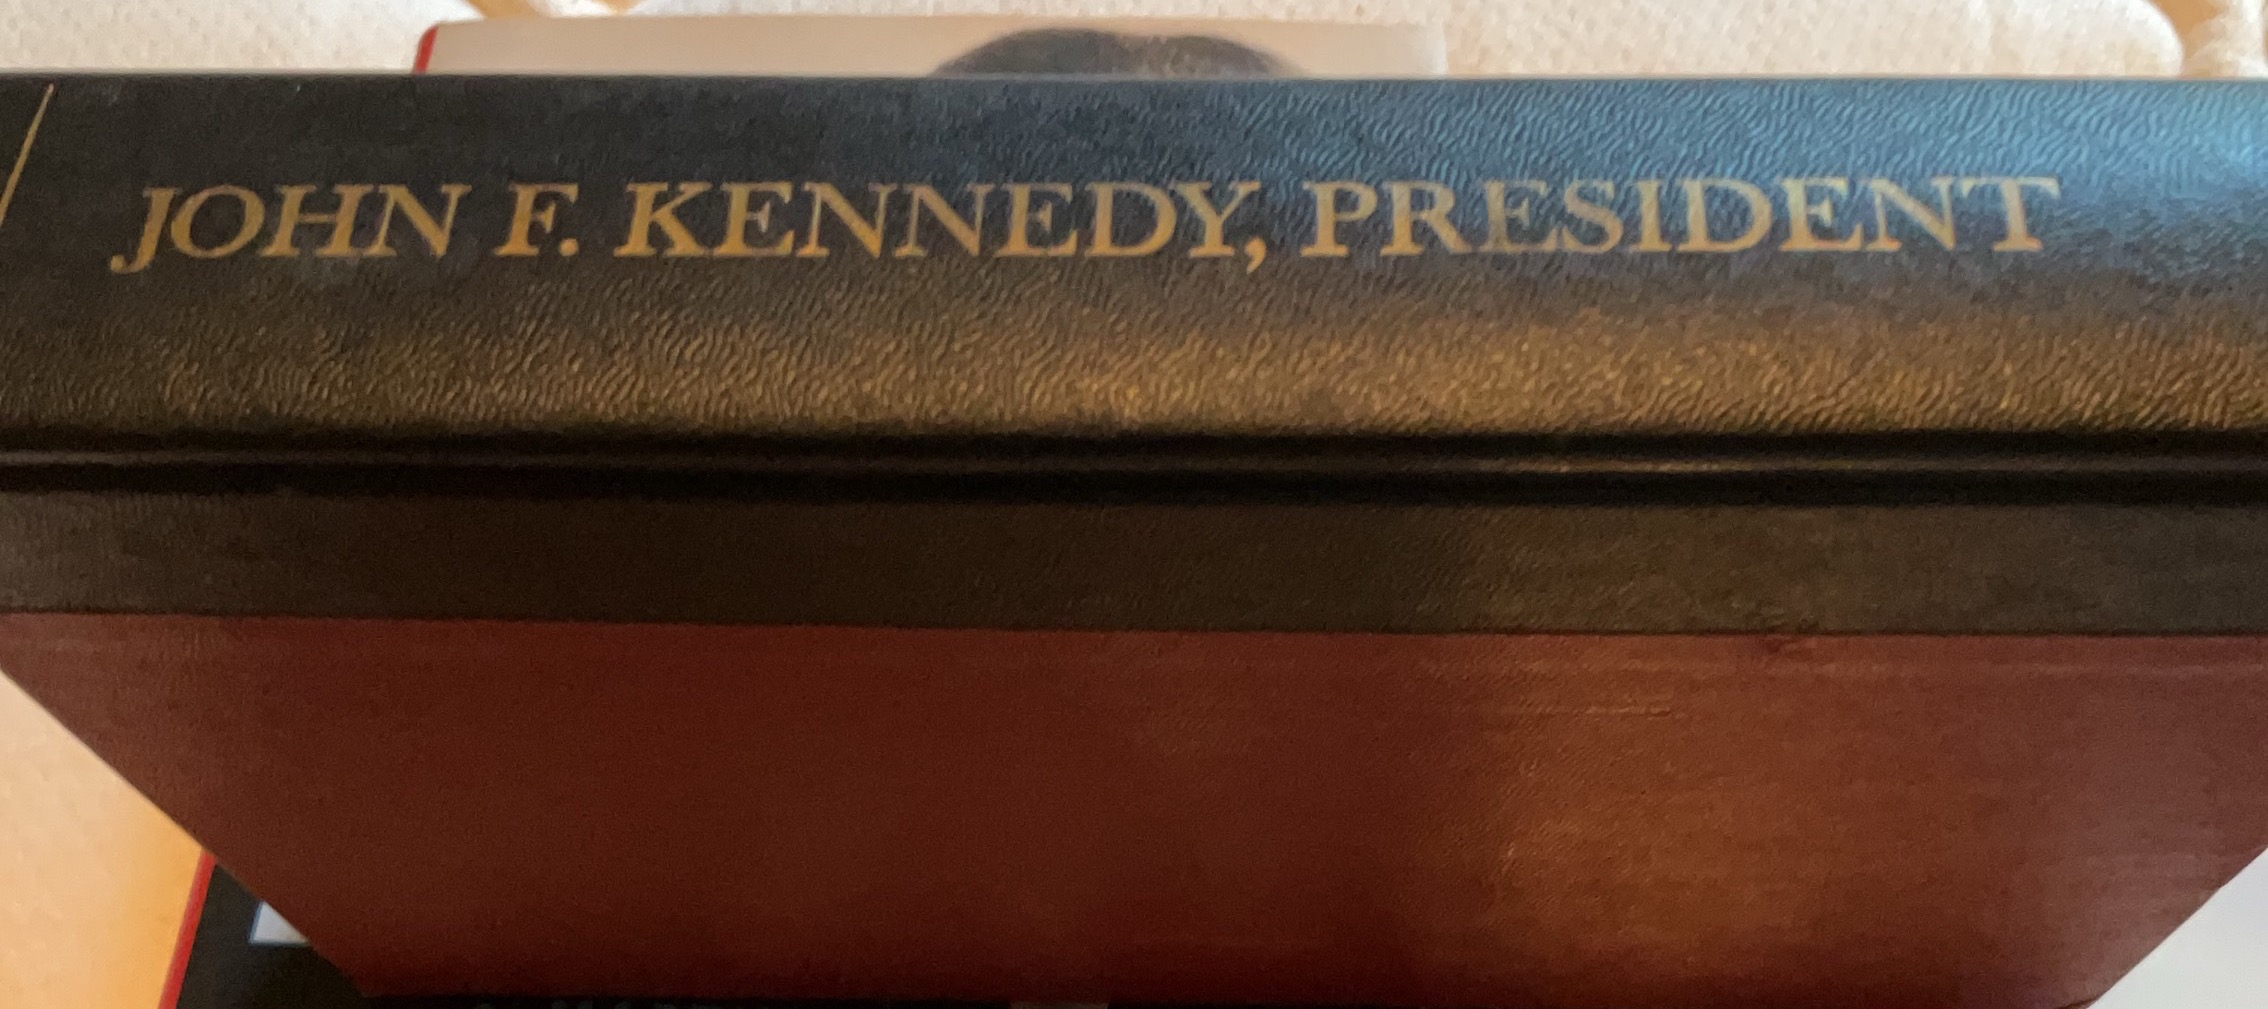 JOHN F. KENNEDY, PRESIDENT